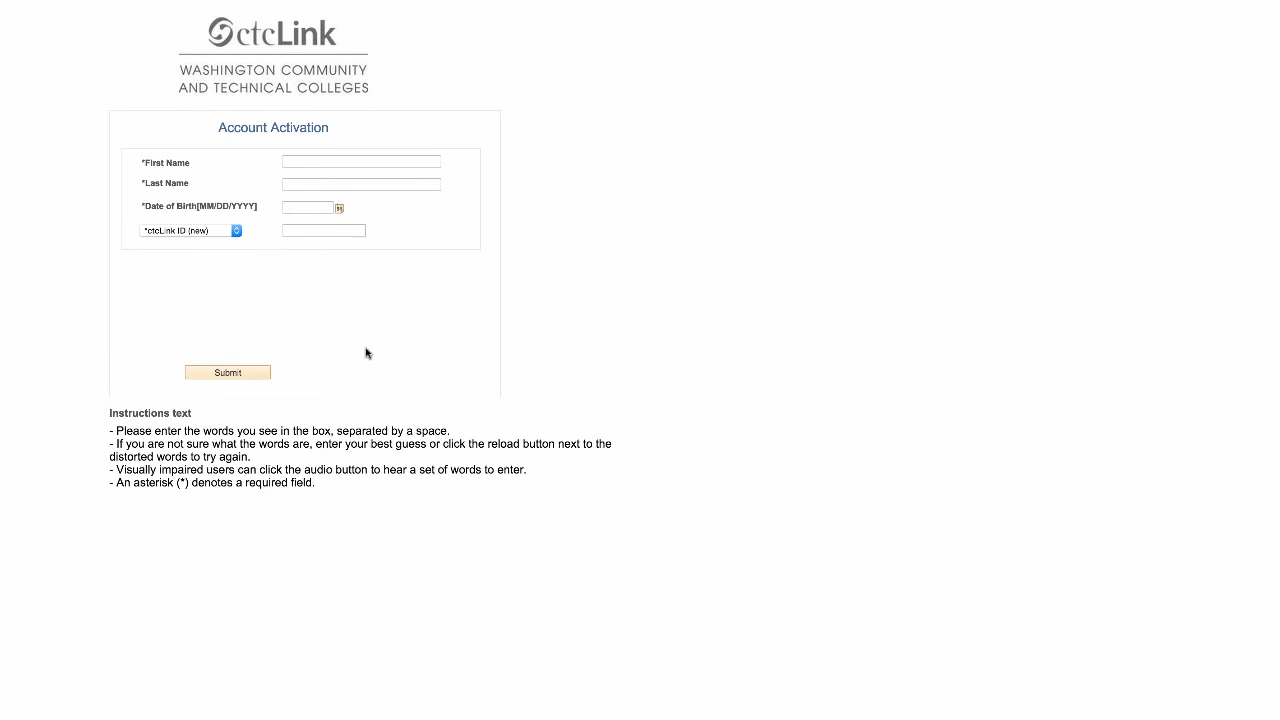 ctcLink
WASHINGTON COMMUNITY
AND TECHNICAL COLLEGES
Account Activation
*First Name
*Last Name
*Date of Birth[MM/DD/YYYY]
*ctcLink ID (new)
Submit
Instructions text
- Please enter the words you see in the box, separated by a space.
- If you are not sure what the words are, enter your best guess or click the reload button next to the
distorted words to try again.
- Visually impaired users can click the audio button to hear a set of words to enter.
- An asterisk (*) denotes a required field.